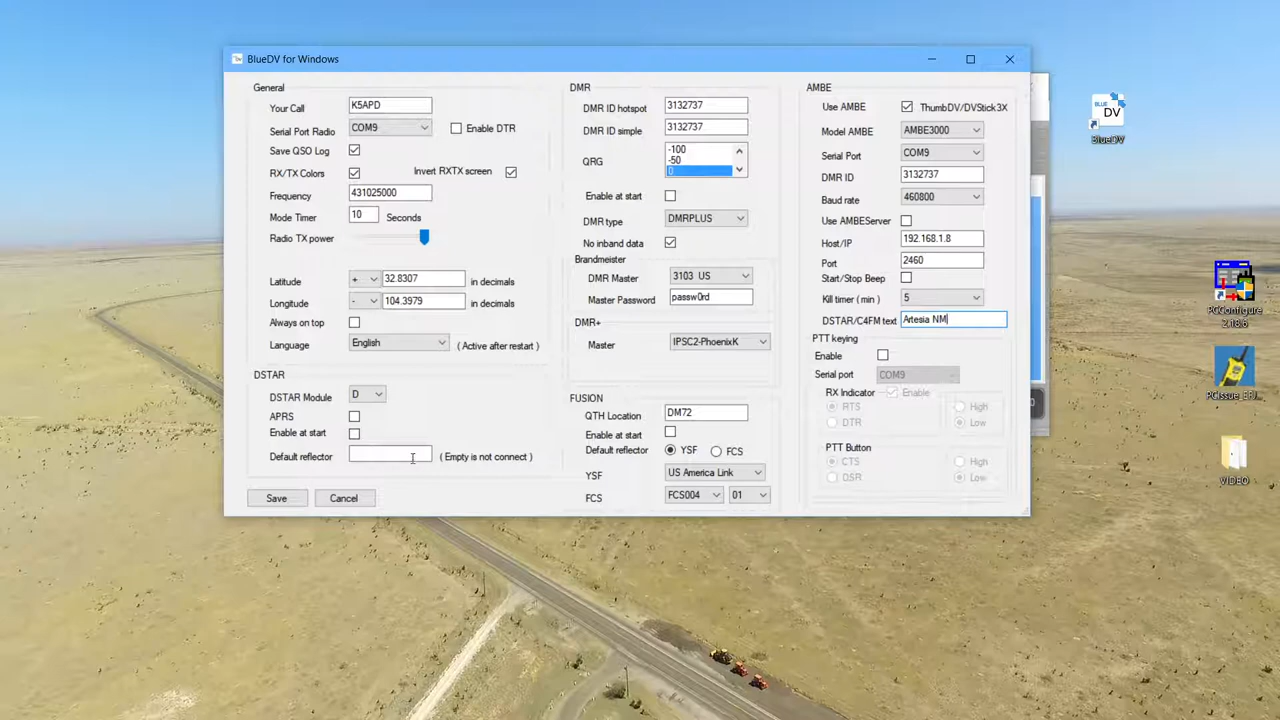 BlueDV for Windows
General
Your Call K5APD
Serial Port Radio COM9 Enable DTR
Save QSO Log
RX/TX Colors Invert RXTX screen
Frequency 431025000
Mode Timer 10 Seconds
Radio TX power
Latitude + 32.8307 in decimals
Longitude - 104.3979 in decimals
Always on top
Language English ( Active after restart )
DSTAR
DSTAR Module D
APRS
Enable at start
Default reflector ( Empty is not connect )
Save Cancel
DMR
DMR ID hotspot 3132737
DMR ID simple 3132737
QRG -100
-50
0
Enable at start
DMR type DMRPLUS
No inband data
Brandmeister
DMR Master 3103 US
Master Password passw0rd
DMR+
Master IPSC2-PhoenixK
FUSION
QTH Location DM72
Enable at start
Default reflector YSF FCS
YSF US America Link
FCS FCS004 01
AMBE
Use AMBE ThumbDV/DVStick3X
Model AMBE AMBE3000
Serial Port COM9
DMR ID 3132737
Baud rate 460800
Use AMBEServer
Host/IP 192.168.1.8
Port 2460
Start/Stop Beep
Kill timer ( min ) 5
DSTAR/C4FM text Artesia NM
PTT keying
Enable
Serial port COM9
RX Indicator Enable
RTS High
DTR Low
PTT Button
CTS High
DSR Low
BLUE
DV
BlueDV
PCConfigure
2.18.6
PCIssue_EFJ...
VIDEO